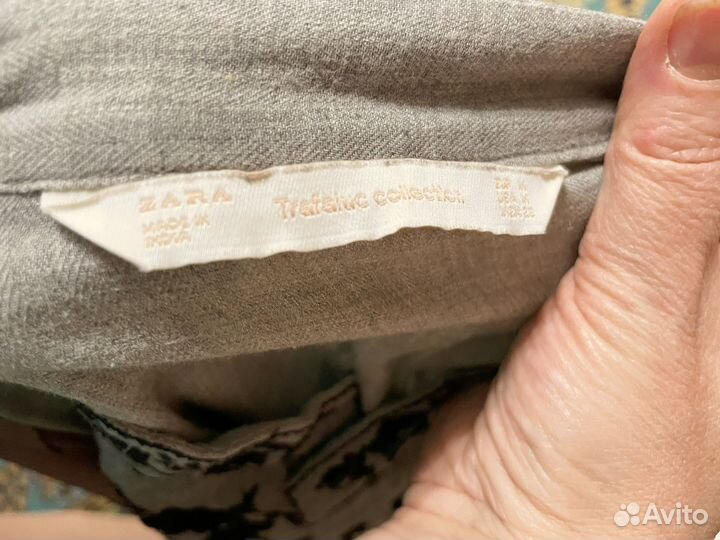 ZARA
MADE IN
INDIA
Trafaluc collection
EUR M
USA M
MEX 28
Avito